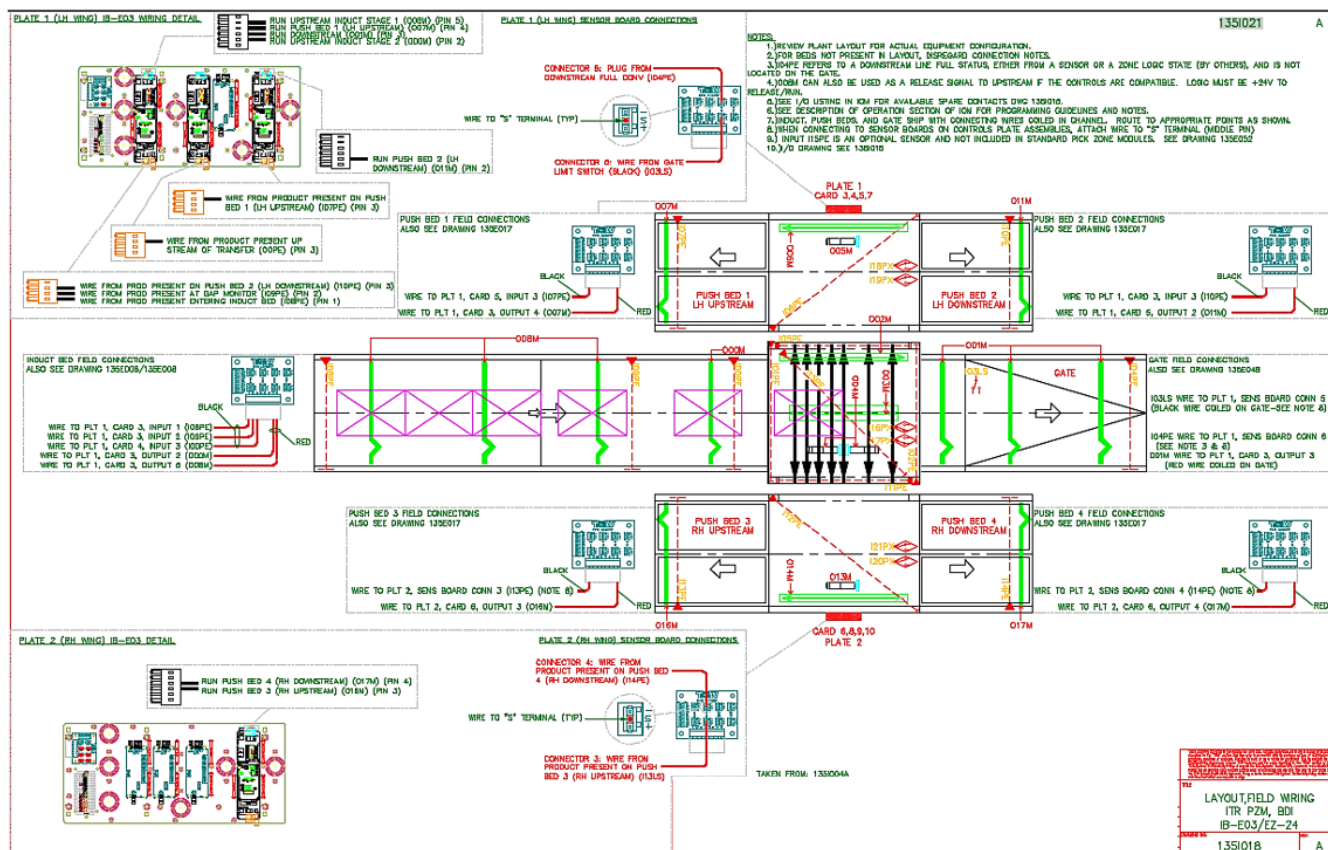 PLATE 1 (LH WING) IB-E03 WIRING DETAIL
RUN UPSTREAM INDUCT STAGE 1 (O08M) (PIN 5)
RUN PUSH BED 1 (LH UPSTREAM) (O07M) (PIN 4)
RUN DOWNSTREAM (O01M) (PIN 3)
RUN UPSTREAM INDUCT STAGE 2 (O00M) (PIN 2)
RUN PUSH BED 2 (LH
DOWNSTREAM) (O11M) (PIN 2)
WIRE FROM PRODUCT PRESENT ON PUSH
BED 1 (LH UPSTREAM) (I07PE) (PIN 3)
WIRE FROM PRODUCT PRESENT UP
STREAM OF TRANSFER (O0PE) (PIN 3)
WIRE FROM PROD PRESENT ON PUSH BED 2 (LH DOWNSTREAM) (I10PE) (PIN 3)
WIRE FROM PROD PRESENT AT GAP MONITOR (I09PE) (PIN 2)
WIRE FROM PROD PRESENT ENTERING INDUCT BED (I08PE) (PIN 1)
PLATE 1 (LH WING) SENSOR BOARD CONNECTIONS
CONNECTOR 5: PLUG FROM
DOWNSTREAM FULL CONV (I04PE)
WIRE TO "S" TERMINAL (TYP)
CONNECTOR 6: WIRE FROM GATE
LIMIT SWITCH (BLACK) (I03LS)
135I021 A
NOTES:
1.)REVIEW PLANT LAYOUT FOR ACTUAL EQUIPMENT CONFIGURATION.
2.)FOR BEDS NOT PRESENT IN LAYOUT, DISREGARD CONNECTION NOTES.
3.)I04PE REFERS TO A DOWNSTREAM LINE FULL STATUS, EITHER FROM A SENSOR OR A ZONE LOGIC STATE (BY OTHERS), AND IS NOT
LOCATED ON THE GATE.
4.)O08M CAN ALSO BE USED AS A RELEASE SIGNAL TO UPSTREAM IF THE CONTROLS ARE COMPATIBLE. LOGIC MUST BE +24V TO
RELEASE/RUN.
SEE I/O LISTING IN IOM FOR AVAILABLE SPARE CONTACTS DWG 135I016.
6.)SEE DESCRIPTION OF OPERATION SECTION OF IOM FOR PROGRAMMING GUIDELINES AND NOTES.
7.)INDUCT, PUSH BEDS, AND GATE SHIP WITH CONNECTING WIRES COILED IN CHANNEL. ROUTE TO APPROPRIATE POINTS AS SHOWN.
8.)WHEN CONNECTING TO SENSOR BOARDS ON CONTROLS PLATE ASSEMBLIES, ATTACH WIRE TO "S" TERMINAL (MIDDLE PIN)
9.) INPUT I15PE IS AN OPTIONAL SENSOR AND NOT INCLUDED IN STANDARD PICK ZONE MODULES. SEE DRAWING 135E052
10.)I/O DRAWING SEE 135I016
PLATE 1
CARD 3,4,5,7
PUSH BED 1 FIELD CONNECTIONS
ALSO SEE DRAWING 135E017
BLACK
WIRE TO PLT 1, CARD 5, INPUT 3 (I07PE)
WIRE TO PLT 1, CARD 3, OUTPUT 4 (O07M)
RED
O07M
I07PE
PUSH BED 1
LH UPSTREAM
O06M
O05M
I18PX
I19PX
I06PE
PUSH BED 2
LH DOWNSTREAM
O11M
I10PE
PUSH BED 2 FIELD CONNECTIONS
ALSO SEE DRAWING 135E017
BLACK
WIRE TO PLT 1, CARD 3, INPUT 3 (I10PE)
WIRE TO PLT 1, CARD 5, OUTPUT 2 (O11M)
RED
INDUCT BED FIELD CONNECTIONS
BLACK
WIRE TO PLT 1, CARD 3, INPUT 1 (I08PE)
WIRE TO PLT 1, CARD 4, INPUT 3 (I00PE)
WIRE TO PLT 1, CARD 3, OUTPUT 2 (O00M)
WIRE TO PLT 1, CARD 3, OUTPUT 5 (O08M)
RED
O08M
O00M
O02M
I05PE
O03M
O04M
I16PX
I17PX
I02PE
I11PE
O01M
I03LS
GATE
I04PE
GATE FIELD CONNECTIONS
ALSO SEE DRAWING 135E048
I03LS WIRE TO PLT 1, SENS BOARD CONN 5
(BLACK WIRE COILED ON GATE-SEE NOTE 8)
I04PE WIRE TO PLT 1, SENS BOARD CONN 6
(SEE NOTE 3 & 8)
O01M WIRE TO PLT 1, CARD 3, OUTPUT 3
(RED WIRE COILED ON GATE)
PUSH BED 3 FIELD CONNECTIONS
ALSO SEE DRAWING 135E017
BLACK
WIRE TO PLT 2, SENS BOARD CONN 3 (I13PE) (NOTE 8)
WIRE TO PLT 2, CARD 6, OUTPUT 3 (O16M)
RED
PUSH BED 3
RH UPSTREAM
I13PE
O16M
I12PE
I21PX
I20PX
O14M
O13M
PUSH BED 4
RH DOWNSTREAM
I14PE
O17M
PUSH BED 4 FIELD CONNECTIONS
ALSO SEE DRAWING 135E017
BLACK
WIRE TO PLT 2, SENS BOARD CONN 4 (I14PE) (NOTE 8)
WIRE TO PLT 2, CARD 6, OUTPUT 4 (O17M)
RED
CARD 6,8,9,10
PLATE 2
PLATE 2 (RH WING) IB-E03 DETAIL
RUN PUSH BED 4 (RH DOWNSTREAM) (O17M) (PIN 4)
RUN PUSH BED 3 (RH UPSTREAM) (O16M) (PIN 3)
PLATE 2 (RH WING) SENSOR BOARD CONNECTIONS
CONNECTOR 4: WIRE FROM
PRODUCT PRESENT ON PUSH BED
4 (RH DOWNSTREAM) (I14PE)
WIRE TO "S" TERMINAL (TYP)
CONNECTOR 3: WIRE FROM
PRODUCT PRESENT ON PUSH
BED 3 (RH UPSTREAM) (I13LS)
TAKEN FROM: 135I004A
TITLE
LAYOUT,FIELD WIRING
ITR PZM, BDI
IB-E03/EZ-24
135I018 A